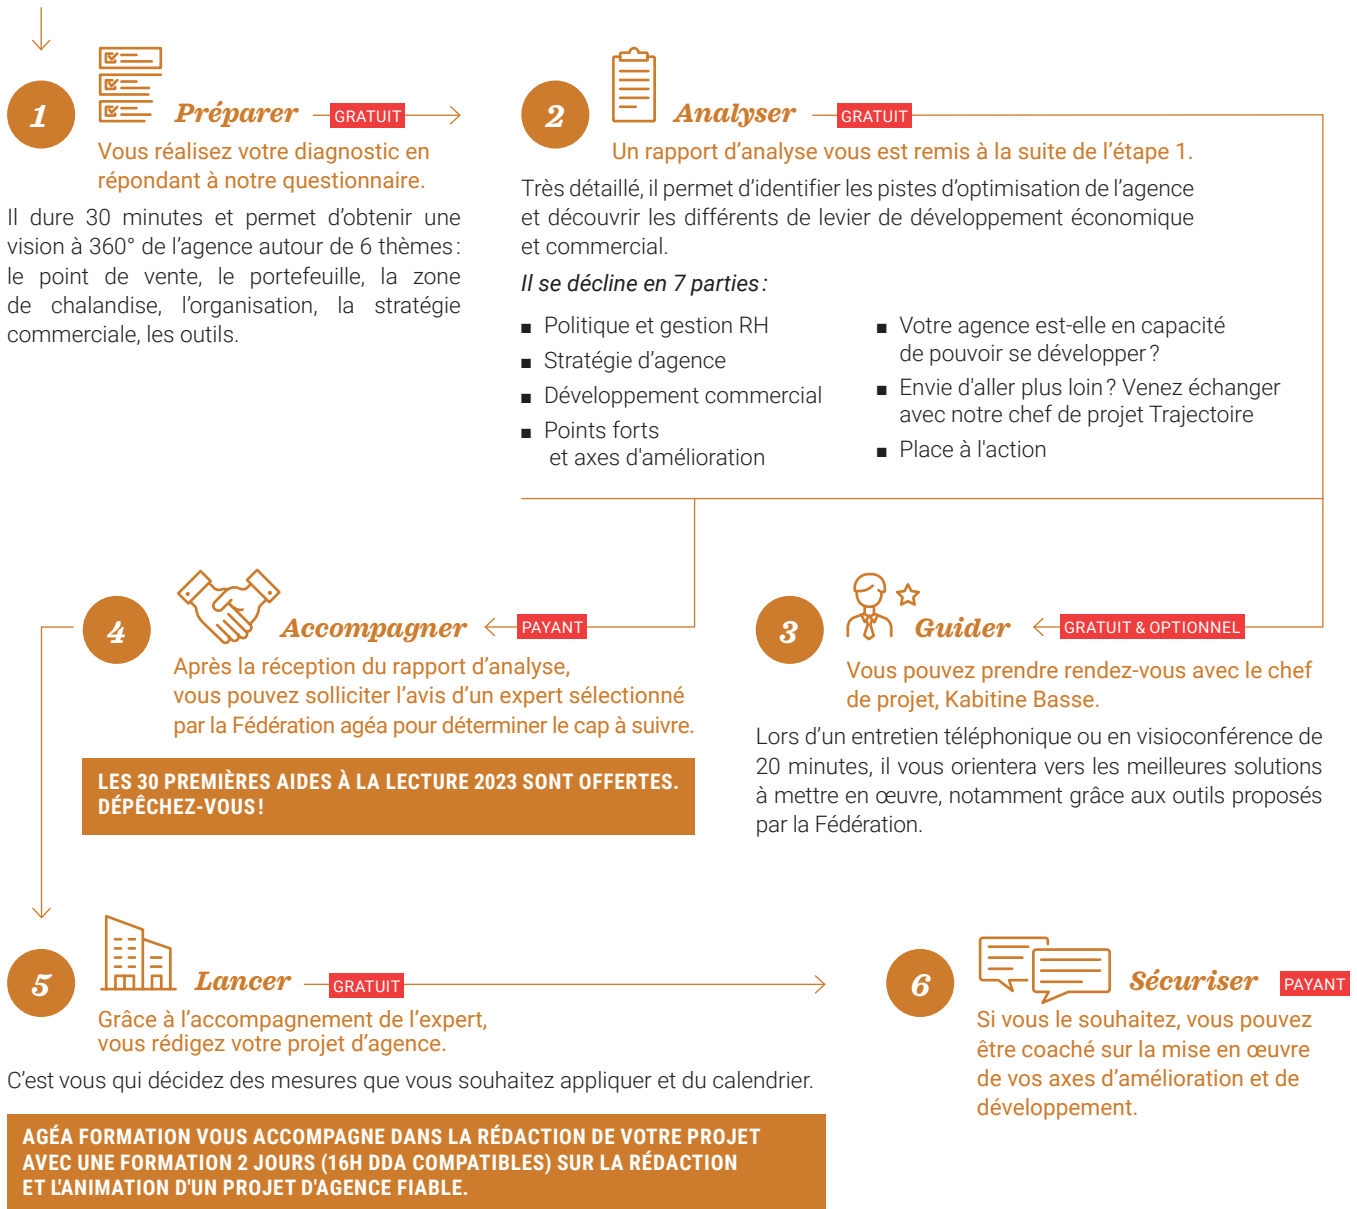 1
Préparer
GRATUIT
Vous réalisez votre diagnostic en
répondant à notre questionnaire.
Il dure 30 minutes et permet d’obtenir une
vision à 360° de l’agence autour de 6 thèmes :
le point de vente, le portefeuille, la zone
de chalandise, l’organisation, la stratégie
commerciale, les outils.
2
Analyser
GRATUIT
Un rapport d’analyse vous est remis à la suite de l’étape 1.
Très détaillé, il permet d’identifier les pistes d’optimisation de l’agence
et découvrir les différents de levier de développement économique
et commercial.
Il se décline en 7 parties :
■ Politique et gestion RH
■ Stratégie d’agence
■ Développement commercial
■ Points forts
et axes d'amélioration
■ Votre agence est-elle en capacité
de pouvoir se développer ?
■ Envie d'aller plus loin ? Venez échanger
avec notre chef de projet Trajectoire
■ Place à l'action
3
Guider
GRATUIT & OPTIONNEL
Vous pouvez prendre rendez-vous avec le chef
de projet, Kabitine Basse.
Lors d’un entretien téléphonique ou en visioconférence de
20 minutes, il vous orientera vers les meilleures solutions
à mettre en œuvre, notamment grâce aux outils proposés
par la Fédération.
4
Accompagner
PAYANT
Après la réception du rapport d’analyse,
vous pouvez solliciter l’avis d’un expert sélectionné
par la Fédération agéa pour déterminer le cap à suivre.
LES 30 PREMIÈRES AIDES À LA LECTURE 2023 SONT OFFERTES.
DÉPÊCHEZ-VOUS !
5
Lancer
GRATUIT
Grâce à l’accompagnement de l’expert,
vous rédigez votre projet d’agence.
C’est vous qui décidez des mesures que vous souhaitez appliquer et du calendrier.
AGÉA FORMATION VOUS ACCOMPAGNE DANS LA RÉDACTION DE VOTRE PROJET
AVEC UNE FORMATION 2 JOURS (16H DDA COMPATIBLES) SUR LA RÉDACTION
ET L'ANIMATION D'UN PROJET D'AGENCE FIABLE.
6
Sécuriser
PAYANT
Si vous le souhaitez, vous pouvez
être coaché sur la mise en œuvre
de vos axes d’amélioration et de
développement.